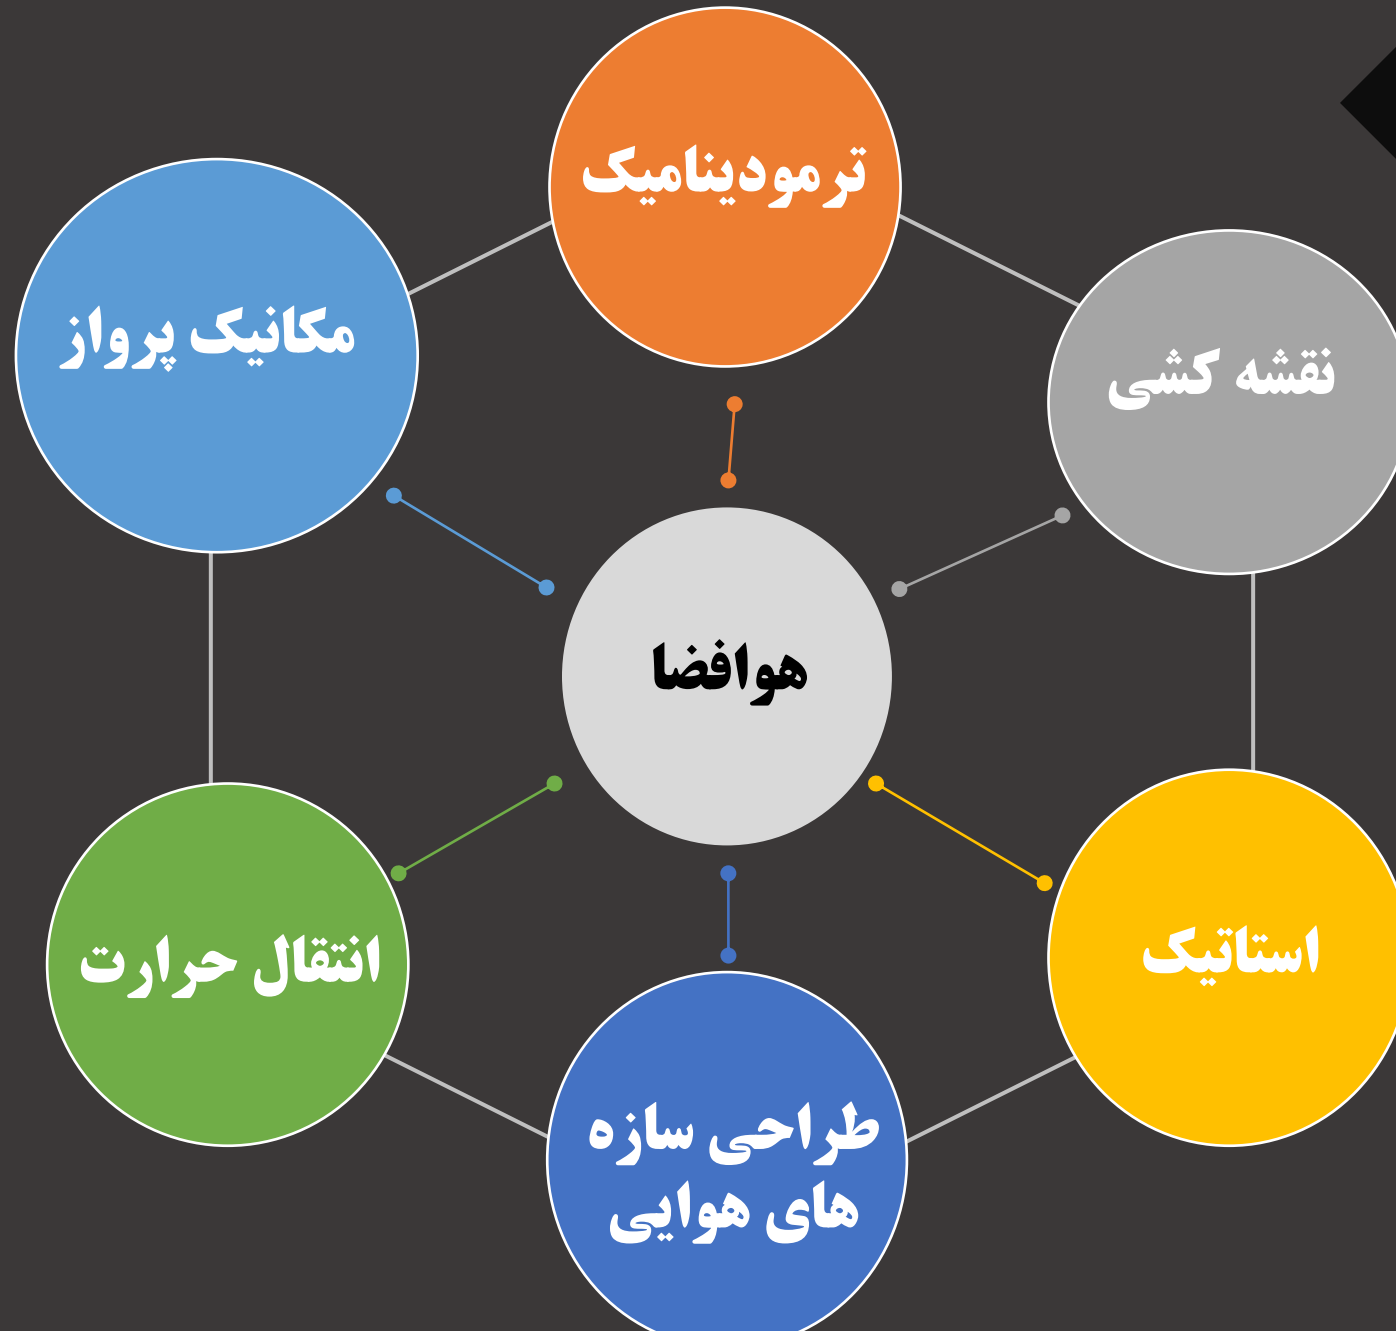 ترمودینامیک
مکانیک پرواز
نقشه کشی
هوافضا
انتقال حرارت
استاتیک
طراحی سازه
های هوایی